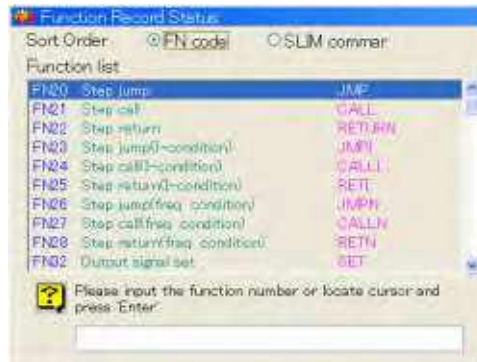 Function Record Status
Sort Order FN code SLIM commar
Function list
FN20 Step jump JMP
FN21 Step call CALL
FN22 Step return RETURN
FN23 Step jump(I-condition) JMPI
FN24 Step call(I-condition) CALLI
FN25 Step return(I-condition) RETI
FN26 Step jump(freq. condition) JMPN
FN27 Step call(freq. condition) CALLN
FN28 Step return(freq. condition) RETN
FN32 Output signal set SET
Please input the function number or locate cursor and
press 'Enter'